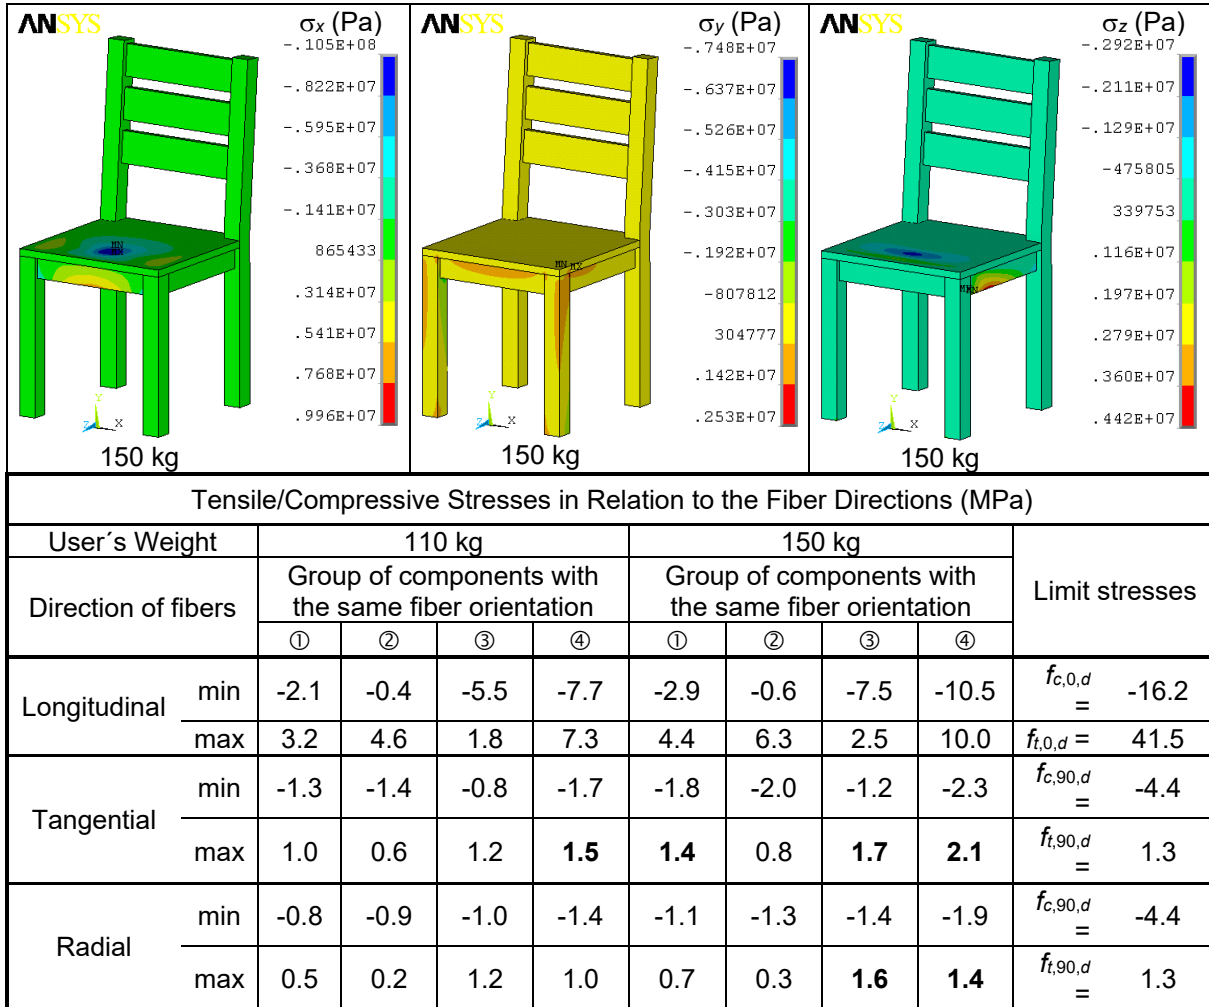 ANSYS σx (Pa)
-.105E+08
-.822E+07
-.595E+07
-.368E+07
-.141E+07
865433
.314E+07
.541E+07
.768E+07
.996E+07
MN
Y
Z X
150 kg
ANSYS σy (Pa)
-.748E+07
-.637E+07
-.526E+07
-.415E+07
-.303E+07
-.192E+07
-807812
304777
.142E+07
.253E+07
MN MX
Y
Z X
150 kg
ANSYS σz (Pa)
-.292E+07
-.211E+07
-.129E+07
-475805
339753
.116E+07
.197E+07
.279E+07
.360E+07
.442E+07
Y
Z X
150 kg
Tensile/Compressive Stresses in Relation to the Fiber Directions (MPa)
User´s Weight 110 kg 150 kg Limit stresses
Direction of fibers Group of components with the same fiber orientation Group of components with the same fiber orientation
① ② ③ ④ ① ② ③ ④
Longitudinal min -2.1 -0.4 -5.5 -7.7 -2.9 -0.6 -7.5 -10.5 fc,0,d = -16.2
max 3.2 4.6 1.8 7.3 4.4 6.3 2.5 10.0 ft,0,d = 41.5
Tangential min -1.3 -1.4 -0.8 -1.7 -1.8 -2.0 -1.2 -2.3 fc,90,d = -4.4
max 1.0 0.6 1.2 1.5 1.4 0.8 1.7 2.1 ft,90,d = 1.3
Radial min -0.8 -0.9 -1.0 -1.4 -1.1 -1.3 -1.4 -1.9 fc,90,d = -4.4
max 0.5 0.2 1.2 1.0 0.7 0.3 1.6 1.4 ft,90,d = 1.3